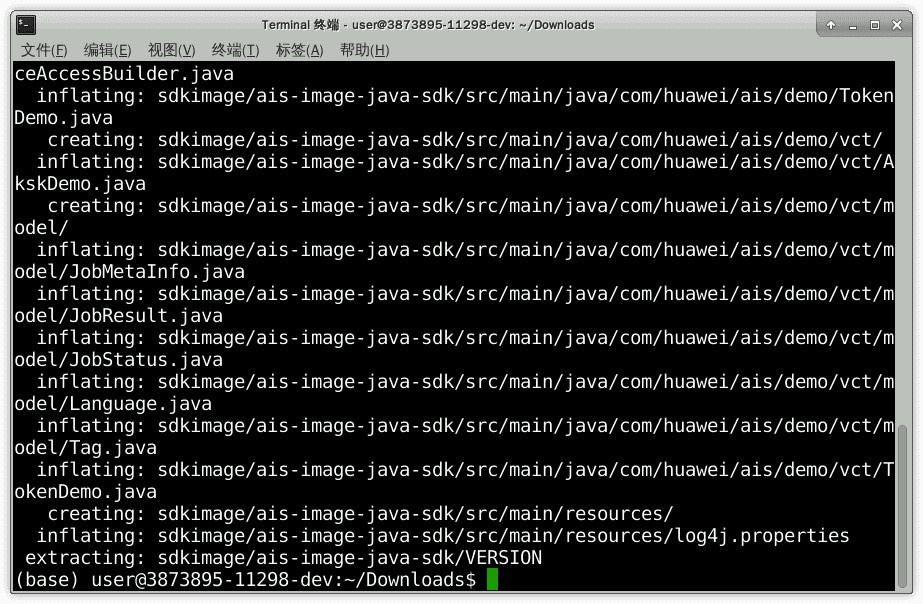 Terminal 终端 - user@3873895-11298-dev: ~/Downloads
文件(F) 编辑(E) 视图(V) 终端(T) 标签(A) 帮助(H)
ceAccessBuilder.java
  inflating: sdkimage/ais-image-java-sdk/src/main/java/com/huawei/ais/demo/Token
Demo.java
   creating: sdkimage/ais-image-java-sdk/src/main/java/com/huawei/ais/demo/vct/
  inflating: sdkimage/ais-image-java-sdk/src/main/java/com/huawei/ais/demo/vct/A
kskDemo.java
   creating: sdkimage/ais-image-java-sdk/src/main/java/com/huawei/ais/demo/vct/m
odel/
  inflating: sdkimage/ais-image-java-sdk/src/main/java/com/huawei/ais/demo/vct/m
odel/JobMetaInfo.java
  inflating: sdkimage/ais-image-java-sdk/src/main/java/com/huawei/ais/demo/vct/m
odel/JobResult.java
  inflating: sdkimage/ais-image-java-sdk/src/main/java/com/huawei/ais/demo/vct/m
odel/JobStatus.java
  inflating: sdkimage/ais-image-java-sdk/src/main/java/com/huawei/ais/demo/vct/m
odel/Language.java
  inflating: sdkimage/ais-image-java-sdk/src/main/java/com/huawei/ais/demo/vct/m
odel/Tag.java
  inflating: sdkimage/ais-image-java-sdk/src/main/java/com/huawei/ais/demo/vct/T
okenDemo.java
   creating: sdkimage/ais-image-java-sdk/src/main/resources/
  inflating: sdkimage/ais-image-java-sdk/src/main/resources/log4j.properties
 extracting: sdkimage/ais-image-java-sdk/VERSION
(base) user@3873895-11298-dev:~/Downloads$